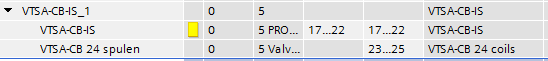 VTSA-CB-IS_1 0 5 VTSA-CB-IS
VTSA-CB-IS 0 5 PRO... 17...22 17...22 VTSA-CB-IS
VTSA-CB 24 spulen 0 5 Valv... 23...25 VTSA-CB 24 coils